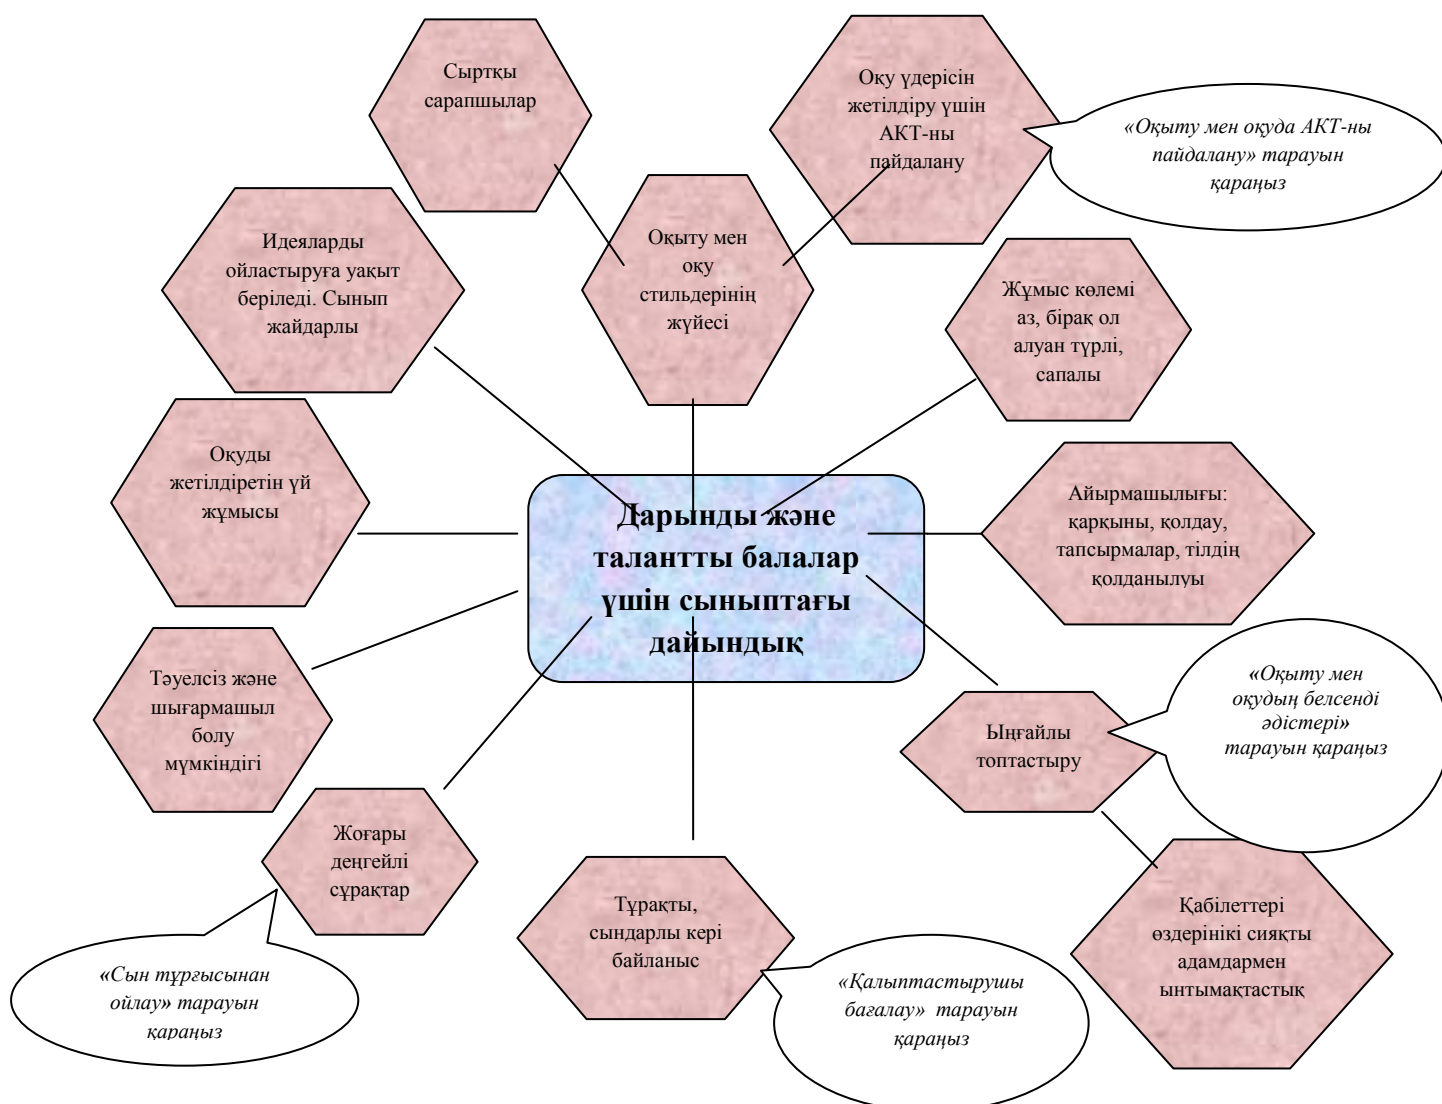 Сыртқы
сарапшылар
Оқу үдерісін
жетілдіру үшін
АКТ-ны
пайдалану
«Оқыту мен оқуда АКТ-ны
пайдалану» тарауын
қараңыз
Идеяларды
ойластыруға уақыт
беріледі. Сынып
жайдарлы
Оқыту мен
оқу
стильдерінің
жүйесі
Жұмыс көлемі
аз, бірақ ол
алуан түрлі,
сапалы
Оқуды
жетілдіретін үй
жұмысы
Дарынды және
талантты балалар
үшін сыныптағы
дайындық
Айырмашылығы:
қарқыны, қолдау,
тапсырмалар, тілдің
қолданылуы
Тәуелсіз және
шығармашыл
болу
мүмкіндігі
Ыңғайлы
топтастыру
«Оқыту мен
оқудың белсенді
әдістері»
тарауын қараңыз
Жоғары
деңгейлі
сұрақтар
«Сын тұрғысынан
ойлау» тарауын
қараңыз
Тұрақты,
сындарлы кері
байланыс
«Қалыптастырушы
бағалау» тарауын
қараңыз
Қабілеттері
өздерінікі сияқты
адамдармен
ынтымақтастық